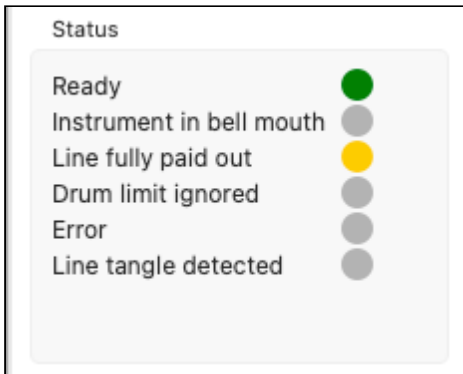 Status
Ready
Instrument in bell mouth
Line fully paid out
Drum limit ignored
Error
Line tangle detected